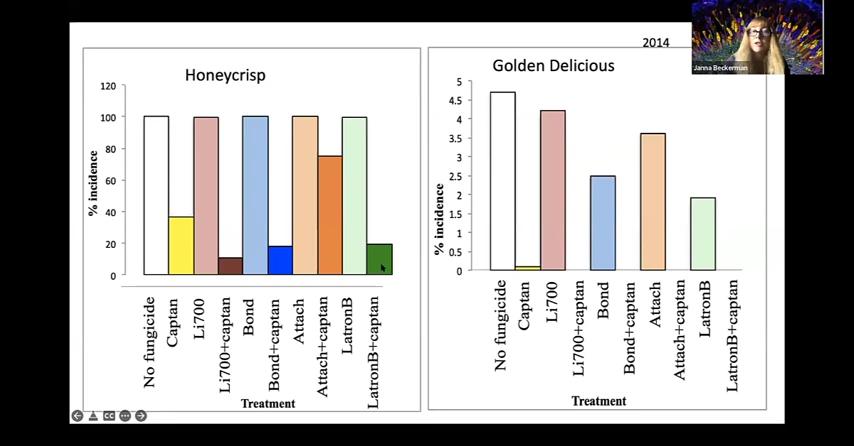 2014
Janna Beckerman
Honeycrisp
% incidence
120
100
80
60
40
20
0
No fungicide
Captan
Li700
Li700+captan
Bond
Bond+captan
Attach
Attach+captan
LatronB
LatronB+captan
Treatment
Golden Delicious
% incidence
5
4.5
4
3.5
3
2.5
2
1.5
1
0.5
0
No fungicide
Captan
Li700
Li700+captan
Bond
Bond+captan
Attach
Attach+captan
LatronB
LatronB+captan
Treatment
CC